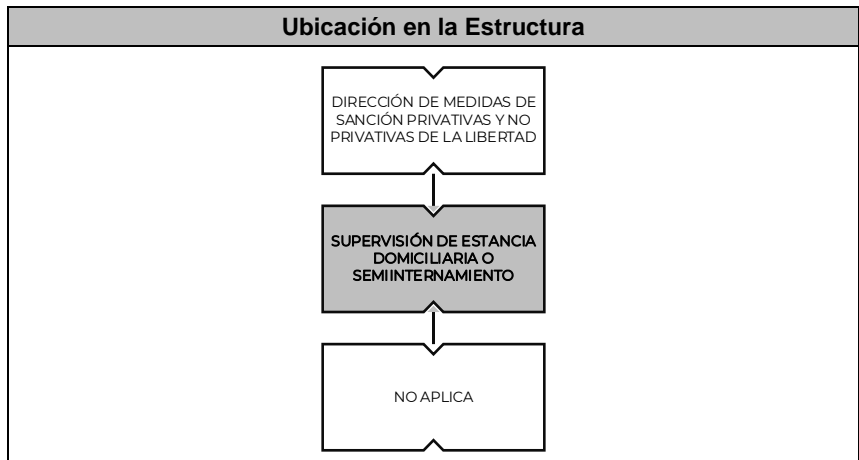 Ubicación en la Estructura
DIRECCIÓN DE MEDIDAS DE
SANCIÓN PRIVATIVAS Y NO
PRIVATIVAS DE LA LIBERTAD
SUPERVISIÓN DE ESTANCIA
DOMICILIARIA O
SEMIINTERNAMIENTO
NO APLICA